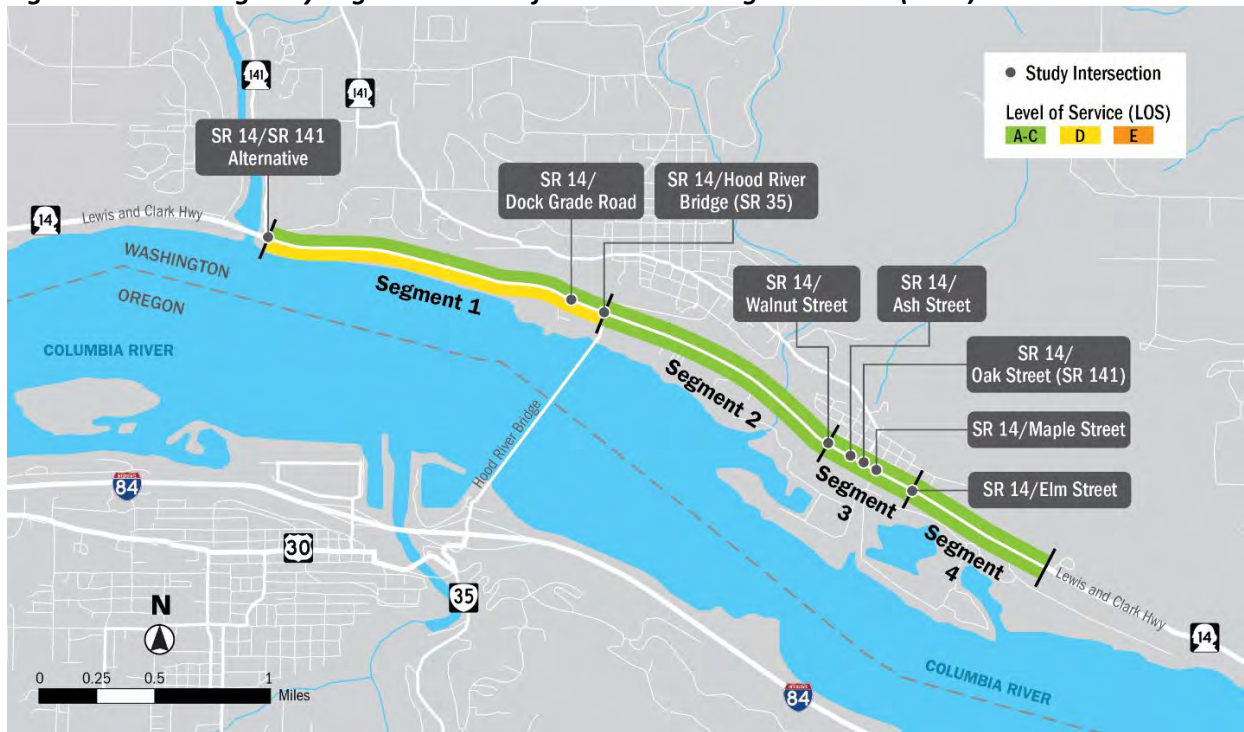 141
141
Study Intersection
Level of Service (LOS)
A-C D E
SR 14/SR 141
Alternative
SR 14/
Dock Grade Road
SR 14/Hood River
Bridge (SR 35)
14
Lewis and Clark Hwy
WASHINGTON
OREGON
COLUMBIA RIVER
Segment 1
SR 14/
Walnut Street
SR 14/
Ash Street
SR 14/
Oak Street (SR 141)
SR 14/Maple Street
SR 14/Elm Street
Segment 2
Segment
3
Segment
4
Hood River Bridge
Lewis and Clark Hwy
14
84
30
35
N
0 0.25 0.5 1
Miles
COLUMBIA RIVER
84